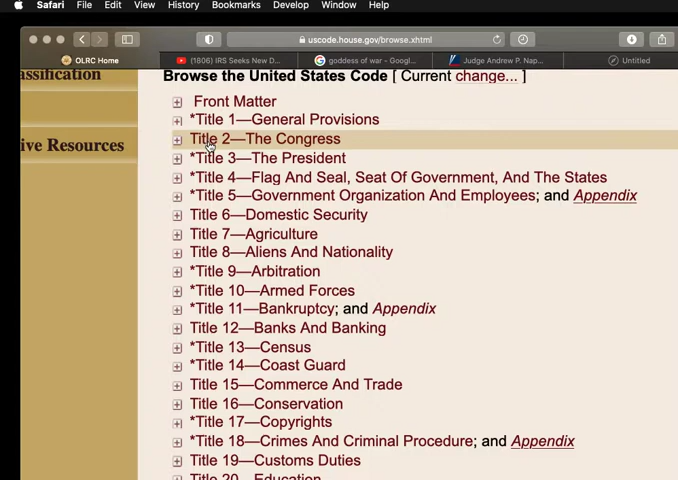 Safari File Edit View History Bookmarks Develop Window Help
uscode.house.gov/browse.xhtml
OLRC Home (1806) IRS Seeks New D... goddess of war - Googl... Judge Andrew P. Nap... Untitled
assification
Browse the United States Code [ Current change... ]
Front Matter
*Title 1—General Provisions
ive Resources
Title 2—The Congress
*Title 3—The President
*Title 4—Flag And Seal, Seat Of Government, And The States
*Title 5—Government Organization And Employees; and Appendix
Title 6—Domestic Security
Title 7—Agriculture
Title 8—Aliens And Nationality
*Title 9—Arbitration
*Title 10—Armed Forces
*Title 11—Bankruptcy; and Appendix
Title 12—Banks And Banking
*Title 13—Census
*Title 14—Coast Guard
Title 15—Commerce And Trade
Title 16—Conservation
*Title 17—Copyrights
*Title 18—Crimes And Criminal Procedure; and Appendix
Title 19—Customs Duties
Title 20—Education